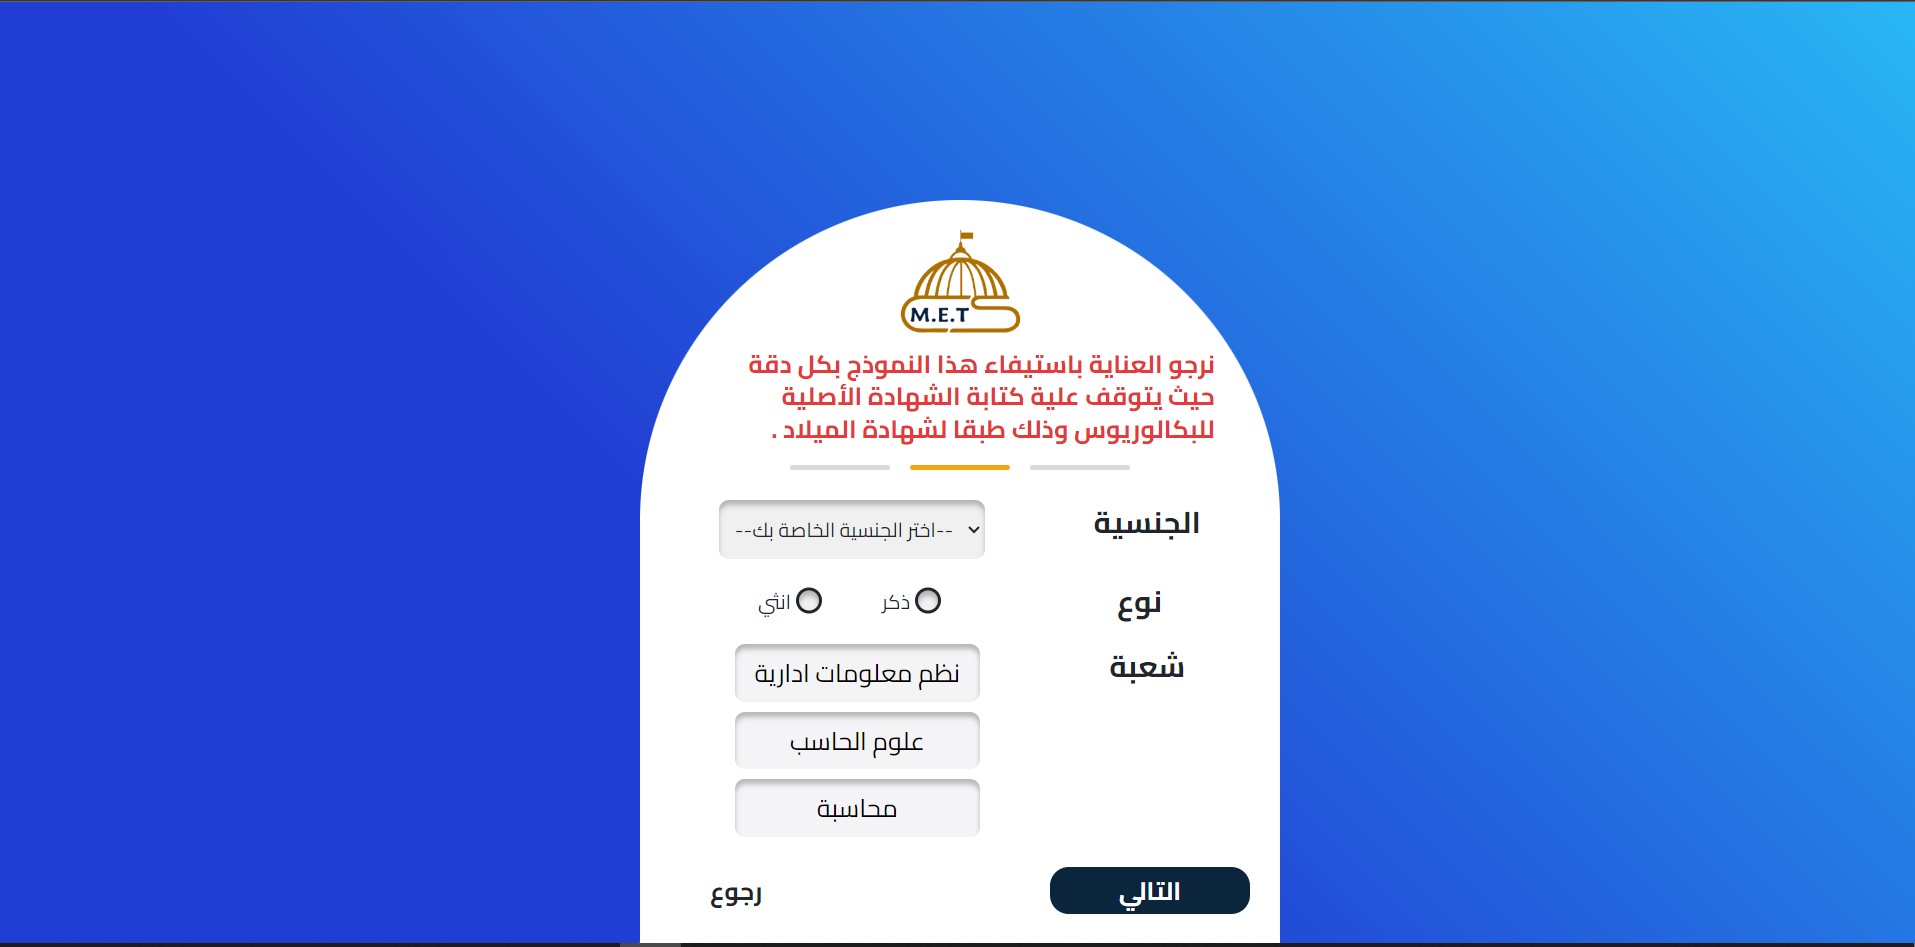 M.E.T
نرجو العناية باستيفاء هذا النموذج بكل دقة
حيث يتوقف علية كتابة الشهادة الأصلية
للبكالوريوس وذلك طبقا لشهادة الميلاد .
الجنسية
--اختر الجنسية الخاصة بك--
نوع
ذكر
انثي
شعبة
نظم معلومات ادارية
علوم الحاسب
محاسبة
التالي
رجوع